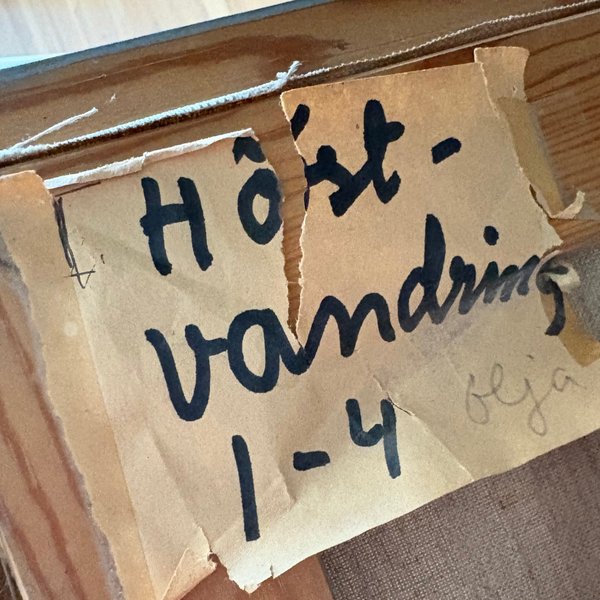 Höst-
vandring
1-4
olja